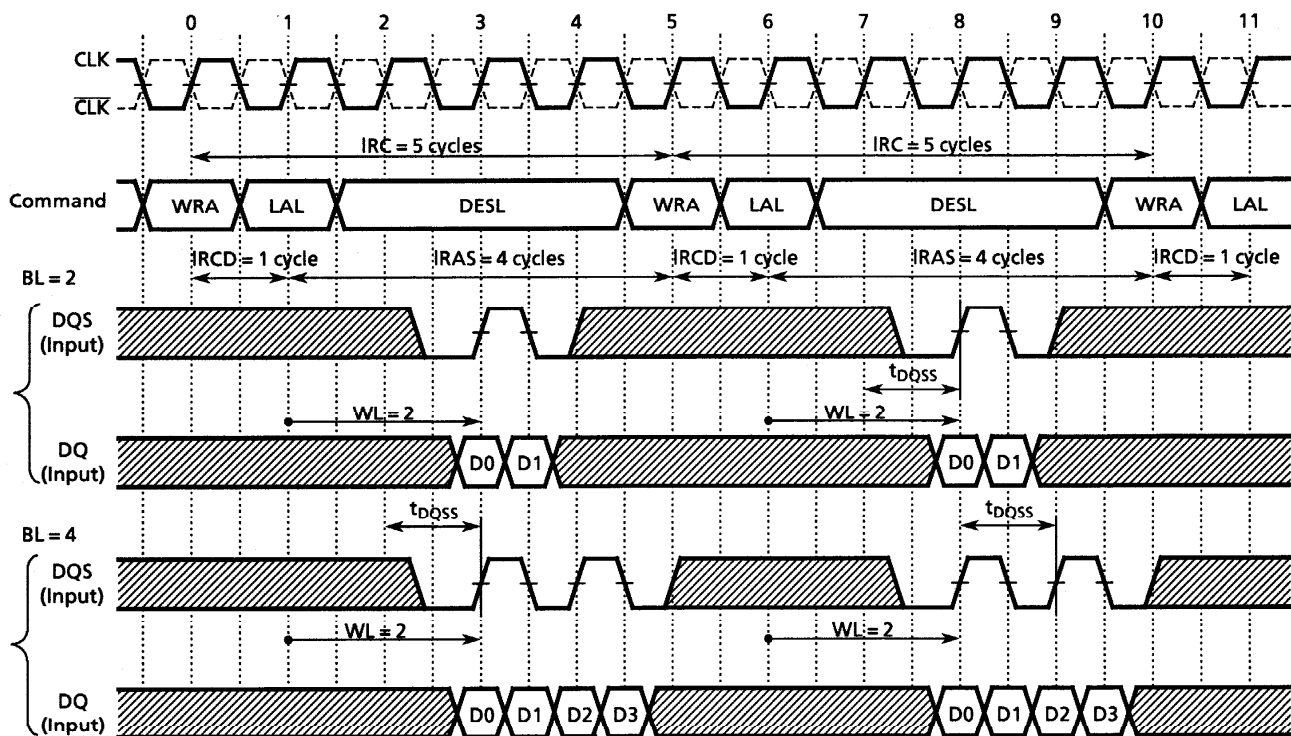 0 1 2 3 4 5 6 7 8 9 10 11
CLK
CLK
IRC = 5 cycles IRC = 5 cycles
Command WRA LAL DESL WRA LAL DESL WRA LAL
IRCD = 1 cycle IRAS = 4 cycles IRCD = 1 cycle IRAS = 4 cycles IRCD = 1 cycle
BL = 2
DQS
(Input)
tDQSS
WL = 2 WL = 2
DQ
(Input)
D0 D1 D0 D1
tDQSS tDQSS
BL = 4
DQS
(Input)
WL = 2 WL = 2
DQ
(Input)
D0 D1 D2 D3 D0 D1 D2 D3